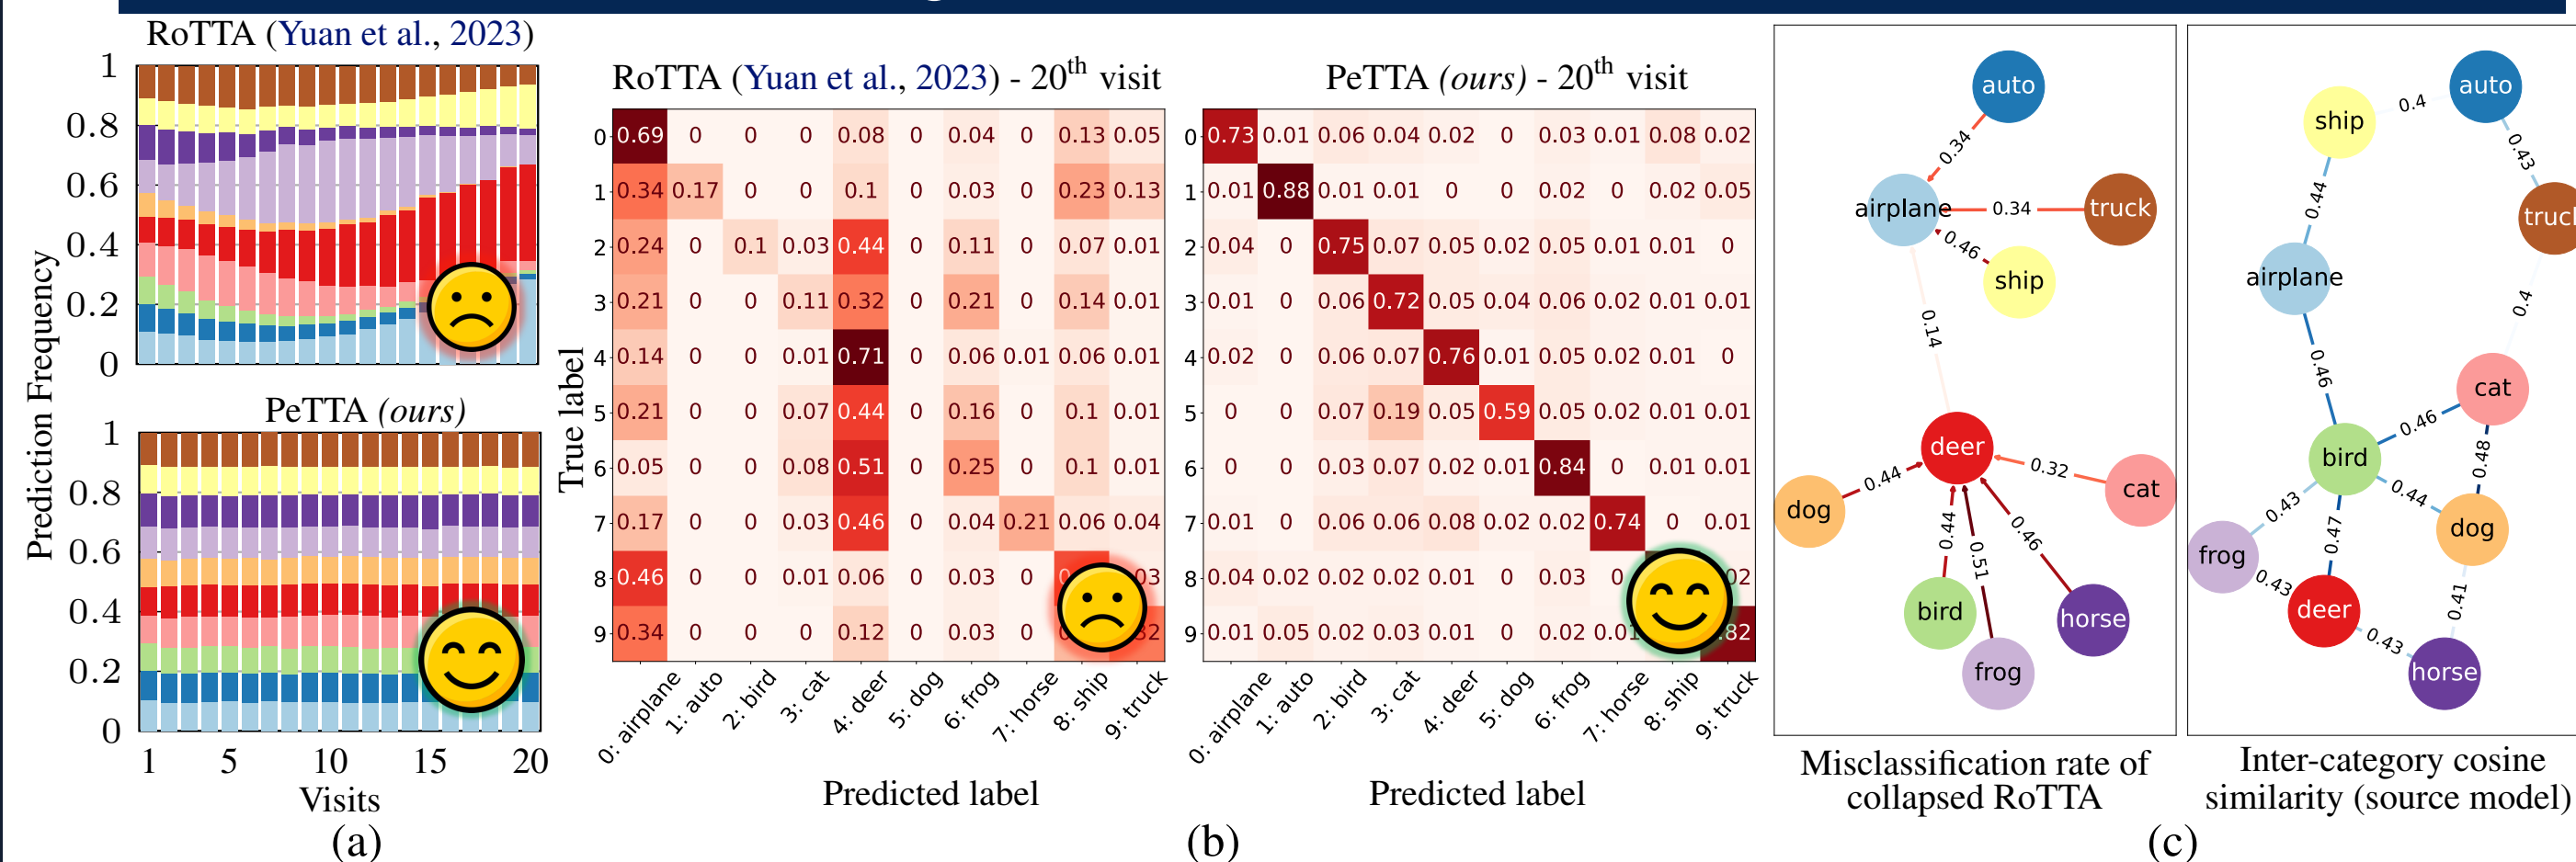 RoTTA (Yuan et al., 2023)
1
0.8
0.6
0.4
0.2
0
PeTTA (ours)
1
0.8
0.6
0.4
0.2
0
1 5 10 15 20
Prediction Frequency
Visits
(a)
RoTTA (Yuan et al., 2023) - 20th visit
True label
0 0.69 0 0 0 0.08 0 0.04 0 0.13 0.05
1 0.34 0.17 0 0 0.1 0 0.03 0 0.23 0.13
2 0.24 0 0.1 0.03 0.44 0 0.11 0 0.07 0.01
3 0.21 0 0 0.11 0.32 0 0.21 0 0.14 0.01
4 0.14 0 0 0.01 0.71 0 0.06 0.01 0.06 0.01
5 0.21 0 0 0.07 0.44 0 0.16 0 0.1 0.01
6 0.05 0 0 0.08 0.51 0 0.25 0 0.1 0.01
7 0.17 0 0 0.03 0.46 0 0.04 0.21 0.06 0.04
8 0.46 0 0 0.01 0.06 0 0.03 0
9 0.34 0 0 0 0.12 0 0.03 0
0: airplane 1: auto 2: bird 3: cat 4: deer 5: dog 6: frog 7: horse 8: ship 9: truck
Predicted label
PeTTA (ours) - 20th visit
0 0.73 0.01 0.06 0.04 0.02 0 0.03 0.01 0.08 0.02
1 0.01 0.88 0.01 0.01 0 0 0.02 0 0.02 0.05
2 0.04 0 0.75 0.07 0.05 0.02 0.05 0.01 0.01 0
3 0.01 0 0.06 0.72 0.05 0.04 0.06 0.02 0.01 0.01
4 0.02 0 0.06 0.07 0.76 0.01 0.05 0.02 0.01 0
5 0 0 0.07 0.19 0.05 0.59 0.05 0.02 0.01 0.01
6 0 0 0.03 0.07 0.02 0.01 0.84 0 0.01 0.01
7 0.01 0 0.06 0.06 0.08 0.02 0.02 0.74 0 0.01
8 0.04 0.02 0.02 0.02 0.01 0 0.03
9 0.01 0.05 0.02 0.03 0.01 0 0.02 .82
0: airplane 1: auto 2: bird 3: cat 4: deer 5: dog 6: frog 7: horse 8: ship 9: truck
Predicted label
(b)
auto
0.34
airplane
0.34
truck
0.46
ship
0.14
deer
0.44
dog
0.32
cat
0.44
0.51
0.46
bird
horse
frog
Misclassification rate of
collapsed RoTTA
auto
0.4
ship
0.43
0.44
airplane
0.4
0.46
cat
0.46
bird
0.48
0.44
dog
0.43
0.47
frog
0.43
deer
0.41
0.43
horse
Inter-category cosine
similarity (source model)
(c)